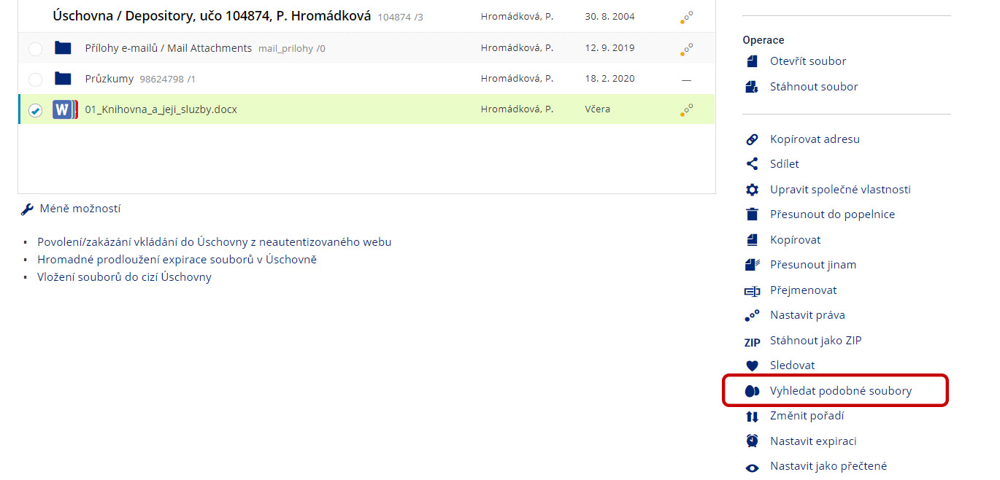 Úschovna / Depository, učo 104874, P. Hromádková 104874 /3 Hromádková, P. 30. 8. 2004
Přílohy e-mailů / Mail Attachments mail_prilohy /0 Hromádková, P. 12. 9. 2019
Průzkumy 98624798 /1 Hromádková, P. 18. 2. 2020 —
W 01_Knihovna_a_jeji_sluzby.docx Hromádková, P. Včera
Méně možností
▪ Povolení/zakázání vkládání do Úschovny z neautentizovaného webu
▪ Hromadné prodloužení expirace souborů v Úschovně
▪ Vložení souborů do cizí Úschovny
Operace
Otevřít soubor
Stáhnout soubor
Kopírovat adresu
Sdílet
Upravit společné vlastnosti
Přesunout do popelnice
Kopírovat
Přesunout jinam
Přejmenovat
Nastavit práva
ZIP Stáhnout jako ZIP
Sledovat
Vyhledat podobné soubory
Změnit pořadí
Nastavit expiraci
Nastavit jako přečtené